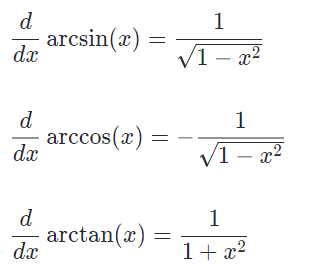 d/dx arcsin(x) = 1/√(1 − x²)
d/dx arccos(x) = −1/√(1 − x²)
d/dx arctan(x) = 1/(1 + x²)